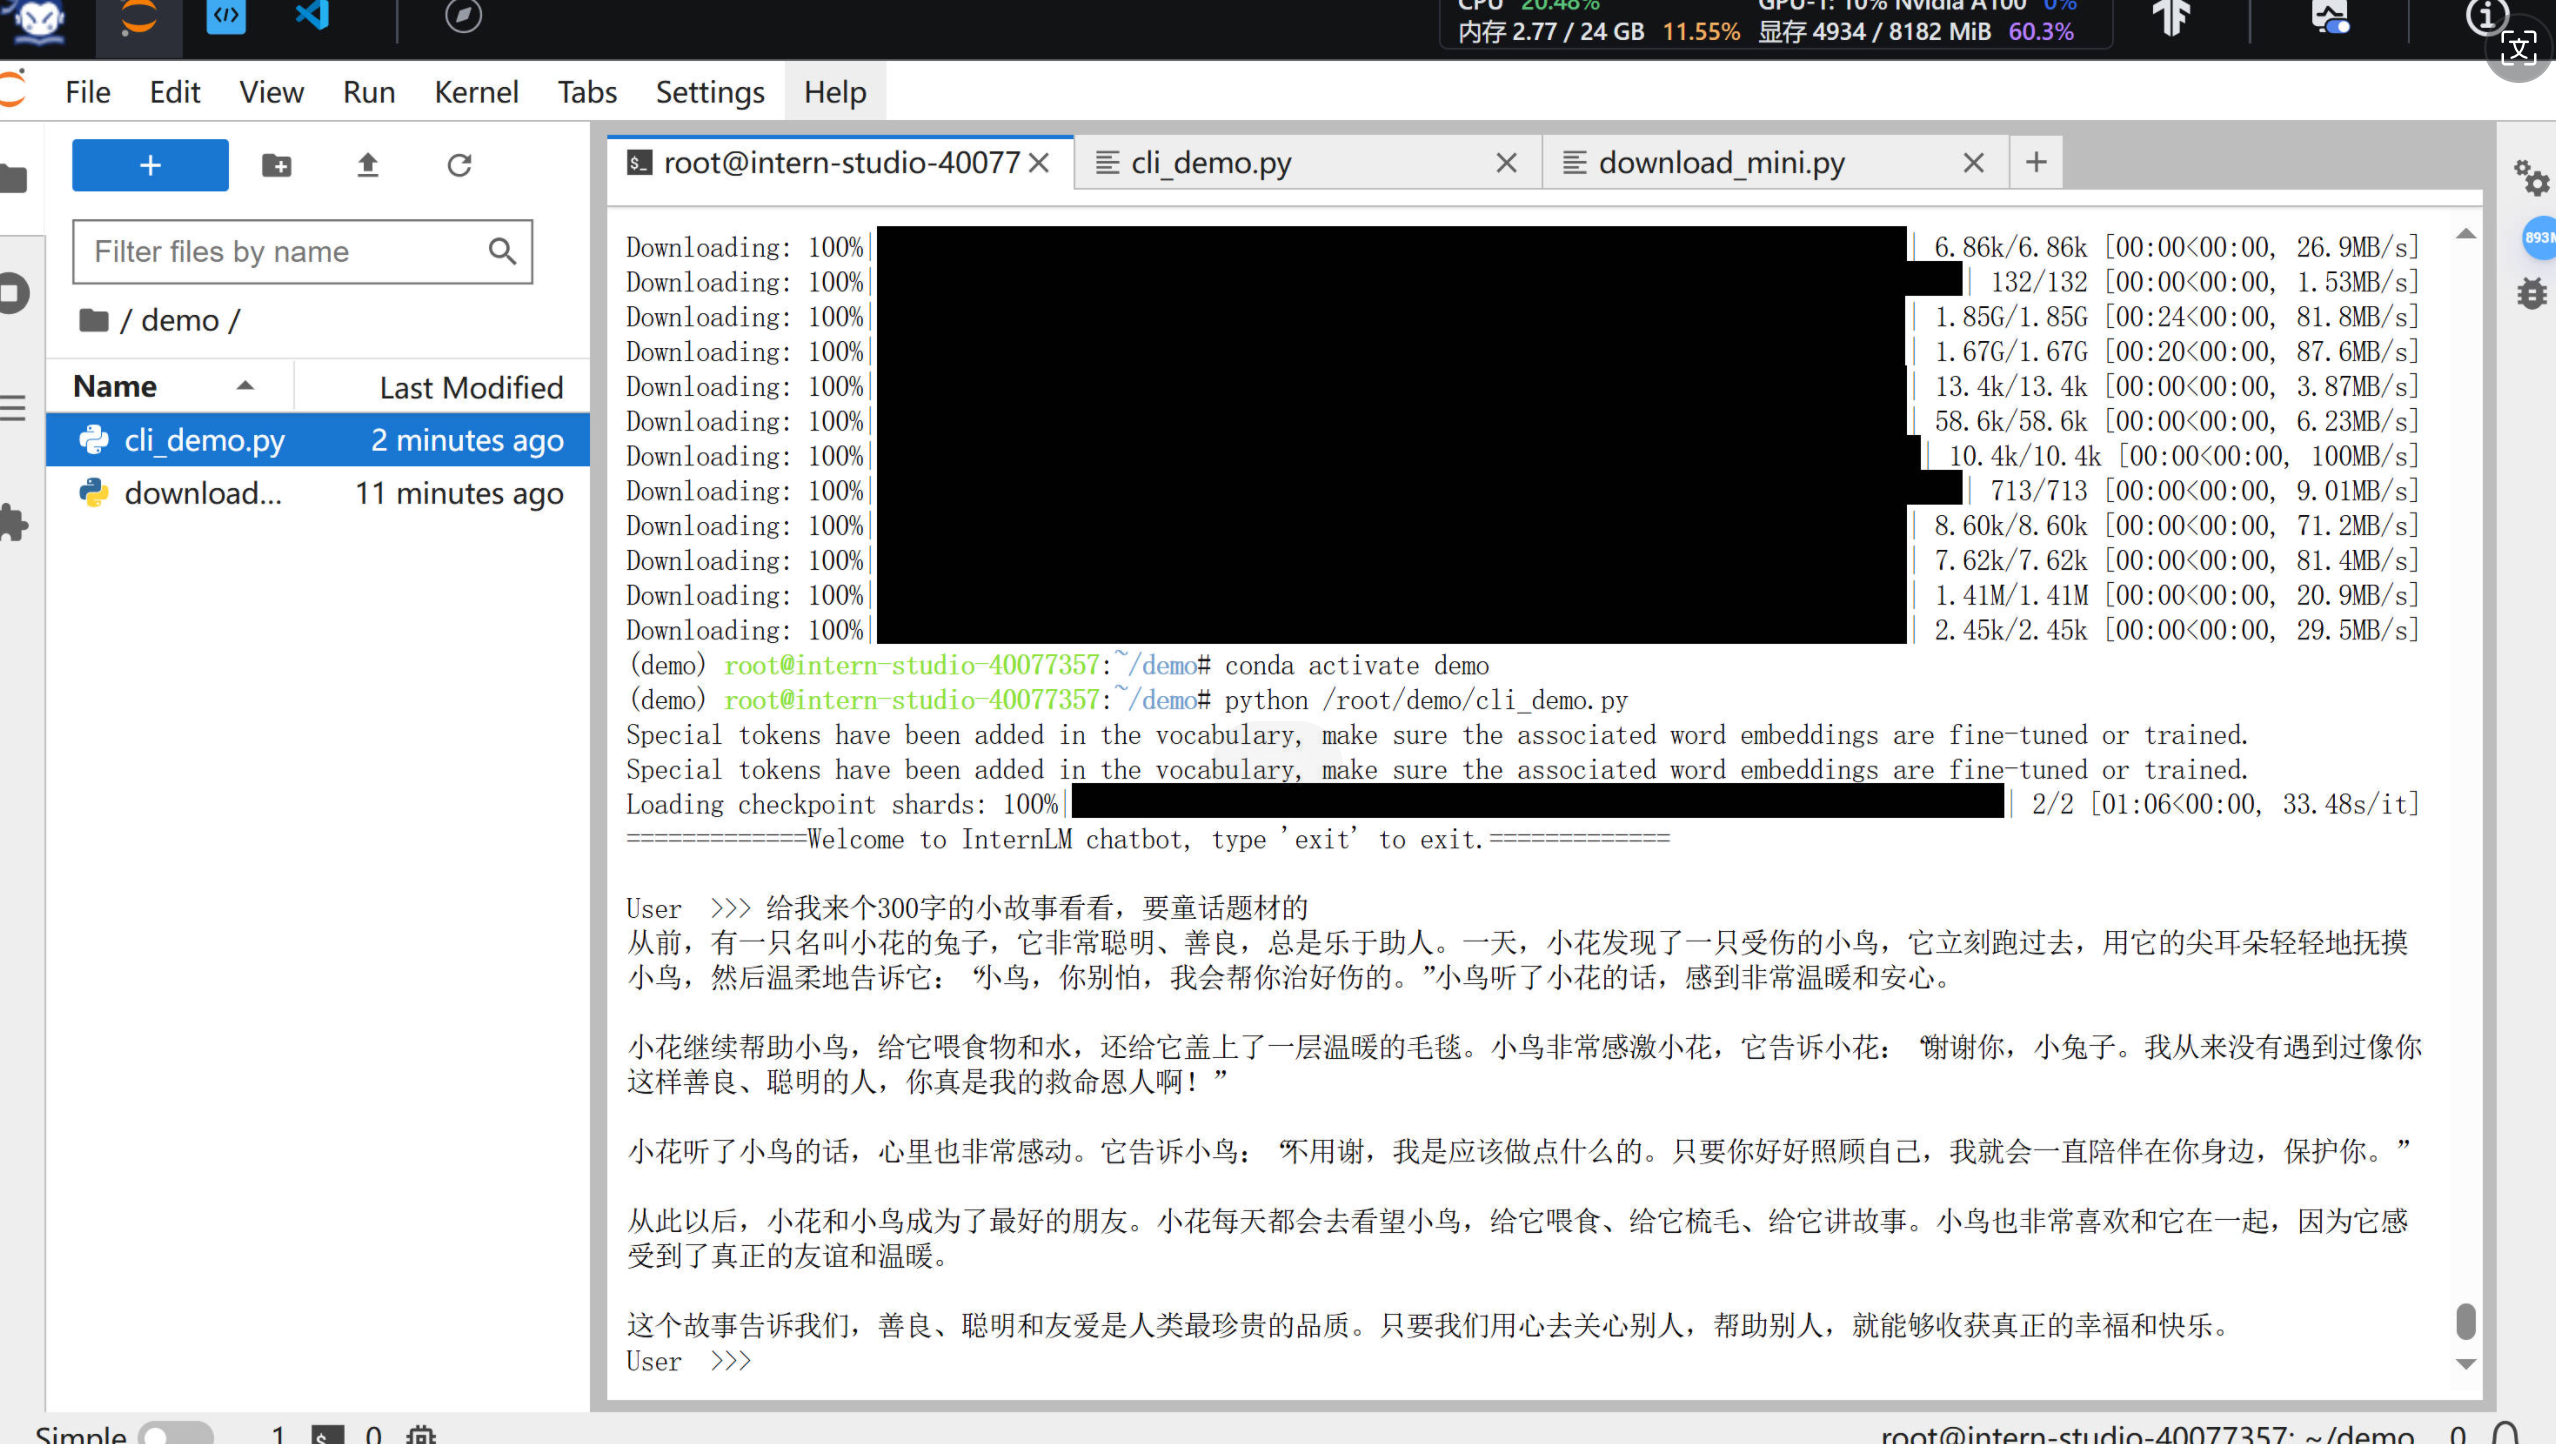 CPU 20.48% GPU-1: 10% Nvidia A100 0%
内存 2.77 / 24 GB 11.55% 显存 4934 / 8182 MiB 60.3%
文
File Edit View Run Kernel Tabs Settings Help
root@intern-studio-40077 cli_demo.py download_mini.py
893
Filter files by name
/ demo /
Name Last Modified
cli_demo.py 2 minutes ago
download... 11 minutes ago
Downloading: 100%| | 6.86k/6.86k [00:00<00:00, 26.9MB/s]
Downloading: 100%| | 132/132 [00:00<00:00, 1.53MB/s]
Downloading: 100%| | 1.85G/1.85G [00:24<00:00, 81.8MB/s]
Downloading: 100%| | 1.67G/1.67G [00:20<00:00, 87.6MB/s]
Downloading: 100%| | 13.4k/13.4k [00:00<00:00, 3.87MB/s]
Downloading: 100%| | 58.6k/58.6k [00:00<00:00, 6.23MB/s]
Downloading: 100%| | 10.4k/10.4k [00:00<00:00, 100MB/s]
Downloading: 100%| | 713/713 [00:00<00:00, 9.01MB/s]
Downloading: 100%| | 8.60k/8.60k [00:00<00:00, 71.2MB/s]
Downloading: 100%| | 7.62k/7.62k [00:00<00:00, 81.4MB/s]
Downloading: 100%| | 1.41M/1.41M [00:00<00:00, 20.9MB/s]
Downloading: 100%| | 2.45k/2.45k [00:00<00:00, 29.5MB/s]
(demo) root@intern-studio-40077357:~/demo# conda activate demo
(demo) root@intern-studio-40077357:~/demo# python /root/demo/cli_demo.py
Special tokens have been added in the vocabulary, make sure the associated word embeddings are fine-tuned or trained.
Special tokens have been added in the vocabulary, make sure the associated word embeddings are fine-tuned or trained.
Loading checkpoint shards: 100%| | 2/2 [01:06<00:00, 33.48s/it]
=============Welcome to InternLM chatbot, type 'exit' to exit.=============
User >>> 给我来个300字的小故事看看，要童话题材的
从前，有一只名叫小花的兔子，它非常聪明、善良，总是乐于助人。一天，小花发现了一只受伤的小鸟，它立刻跑过去，用它的尖耳朵轻轻地抚摸
小鸟，然后温柔地告诉它：“小鸟，你别怕，我会帮你治好伤的。”小鸟听了小花的话，感到非常温暖和安心。
小花继续帮助小鸟，给它喂食物和水，还给它盖上了一层温暖的毛毯。小鸟非常感激小花，它告诉小花：“谢谢你，小兔子。我从来没有遇到过像你
这样善良、聪明的人，你真是我的救命恩人啊！”
小花听了小鸟的话，心里也非常感动。它告诉小鸟：“不用谢，我是应该做点什么的。只要你好好照顾自己，我就会一直陪伴在你身边，保护你。”
从此以后，小花和小鸟成为了最好的朋友。小花每天都会去看望小鸟，给它喂食、给它梳毛、给它讲故事。小鸟也非常喜欢和它在一起，因为它感
受到了真正的友谊和温暖。
这个故事告诉我们，善良、聪明和友爱是人类最珍贵的品质。只要我们用心去关心别人，帮助别人，就能够收获真正的幸福和快乐。
User >>>
Simple 1 0 root@intern-studio-40077357: ~/demo 0